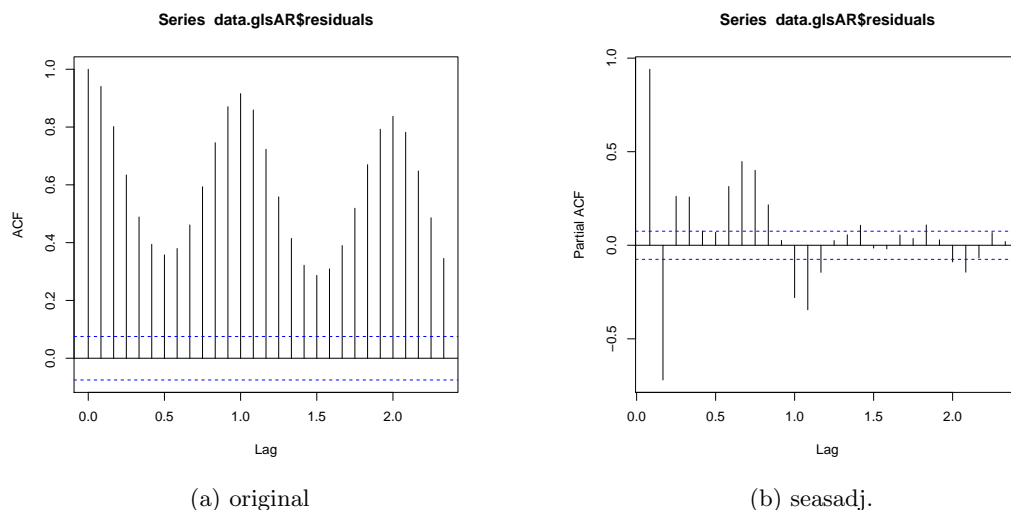 Series data.glsAR$residuals
ACF
0.0 0.2 0.4 0.6 0.8 1.0
0.0 0.5 1.0 1.5 2.0
Lag
(a) original
Series data.glsAR$residuals
Partial ACF
−0.5 0.0 0.5 1.0
0.0 0.5 1.0 1.5 2.0
Lag
(b) seasadj.